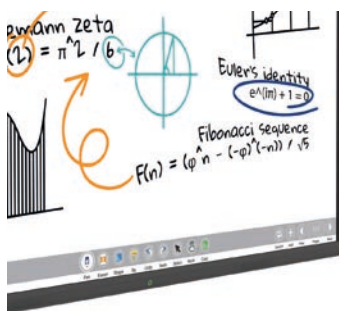 emann zeta
(2) = π^2 / 6
Euler's identity
e^(iπ) + 1 = 0
Fibonacci sequence
F(n) = (φ^n - (-φ)^(-n)) / √5